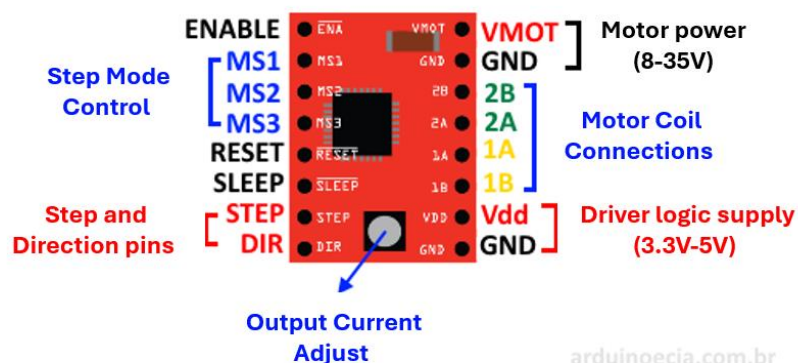 ENABLE ENA VMOT VMOT Motor power
MS1 MS1 GND GND (8-35V)
Step Mode
Control
MS2 MS2 2B 2B
MS3 MS3 2A 2A
Motor Coil
Connections
RESET RESET 1A 1A
SLEEP SLEEP 1B 1B
Step and
Direction pins
STEP STEP VDD Vdd
DIR DIR GND GND
Driver logic supply
(3.3V-5V)
Output Current
Adjust
arduinoecia.com.br